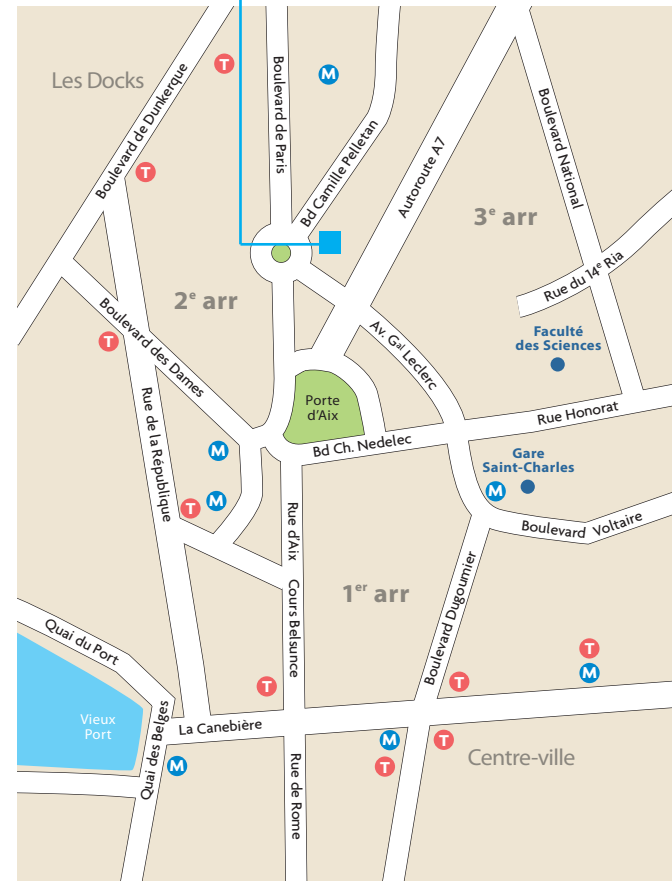 Les Docks
T
M
Boulevard de Dunkerque
Boulevard de Paris
Bd Camille Pelletan
Autoroute A7
Boulevard National
T
3e arr
Rue du 14e Ria
2e arr
Boulevard des Dames
T
Av. Gal Leclerc
Faculté
des Sciences
Porte
d'Aix
Rue Honorat
Bd Ch. Nedelec
Rue de la République
M
Gare
Saint-Charles
M
M
T
Rue d'Aix
Boulevard Voltaire
1er arr
Cours Belsunce
Boulevard Dugoumier
Quai du Port
T
M
T
T
Vieux
Port
Quai des Belges
La Canebière
M
T
M
T
Centre-ville
Rue de Rome